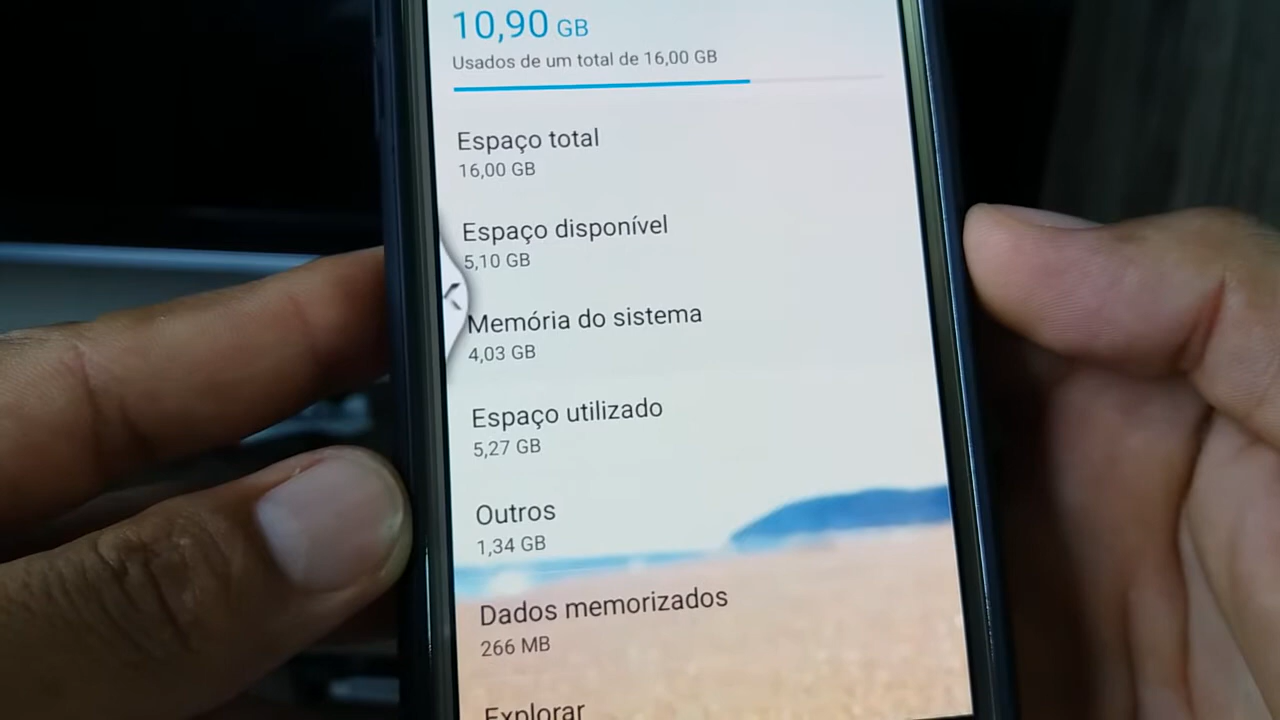 10,90 GB
Usados de um total de 16,00 GB
Espaço total
16,00 GB
Espaço disponível
5,10 GB
Memória do sistema
4,03 GB
Espaço utilizado
5,27 GB
Outros
1,34 GB
Dados memorizados
266 MB
Explorar